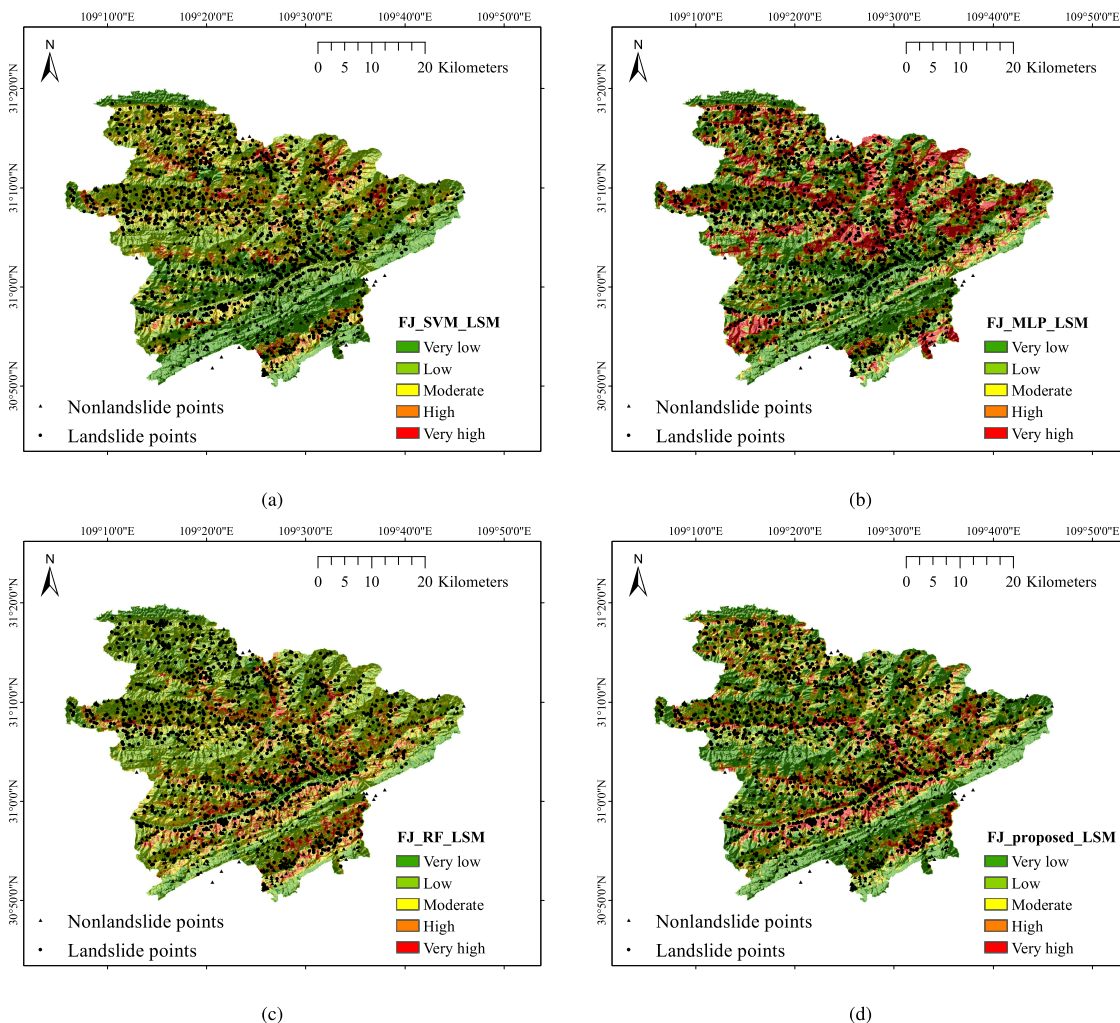 109°10'0"E 109°20'0"E 109°30'0"E 109°40'0"E 109°50'0"E
N
0 5 10 20 Kilometers
31°20'0"N
31°10'0"N
31°0'0"N
30°50'0"N
FJ_SVM_LSM
Very low
Low
Moderate
High
Very high
Nonlandslide points
Landslide points
(a)
109°10'0"E 109°20'0"E 109°30'0"E 109°40'0"E 109°50'0"E
N
0 5 10 20 Kilometers
31°20'0"N
31°10'0"N
31°0'0"N
30°50'0"N
FJ_MLP_LSM
Very low
Low
Moderate
High
Very high
Nonlandslide points
Landslide points
(b)
109°10'0"E 109°20'0"E 109°30'0"E 109°40'0"E 109°50'0"E
N
0 5 10 20 Kilometers
31°20'0"N
31°10'0"N
31°0'0"N
30°50'0"N
FJ_RF_LSM
Very low
Low
Moderate
High
Very high
Nonlandslide points
Landslide points
(c)
109°10'0"E 109°20'0"E 109°30'0"E 109°40'0"E 109°50'0"E
N
0 5 10 20 Kilometers
31°20'0"N
31°10'0"N
31°0'0"N
30°50'0"N
FJ_proposed_LSM
Very low
Low
Moderate
High
Very high
Nonlandslide points
Landslide points
(d)